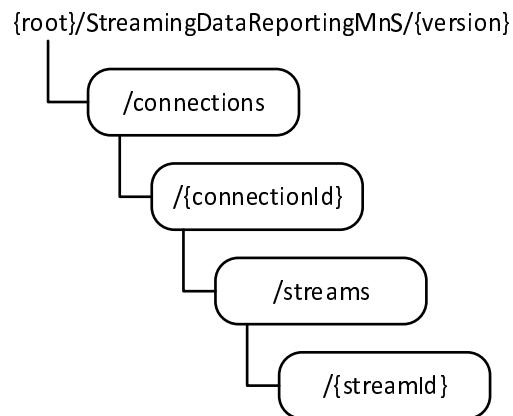 {root}/StreamingDataReportingMnS/{version}
/connections
/{connectionId}
/streams
/{streamId}